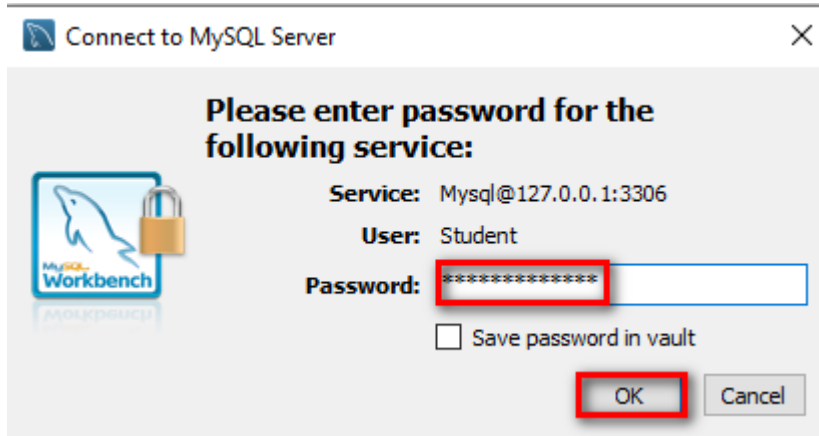 Connect to MySQL Server
Please enter password for the
following service:
Service: Mysql@127.0.0.1:3306
User: Student
Password: *************
MySQL
Workbench
Save password in vault
OK Cancel